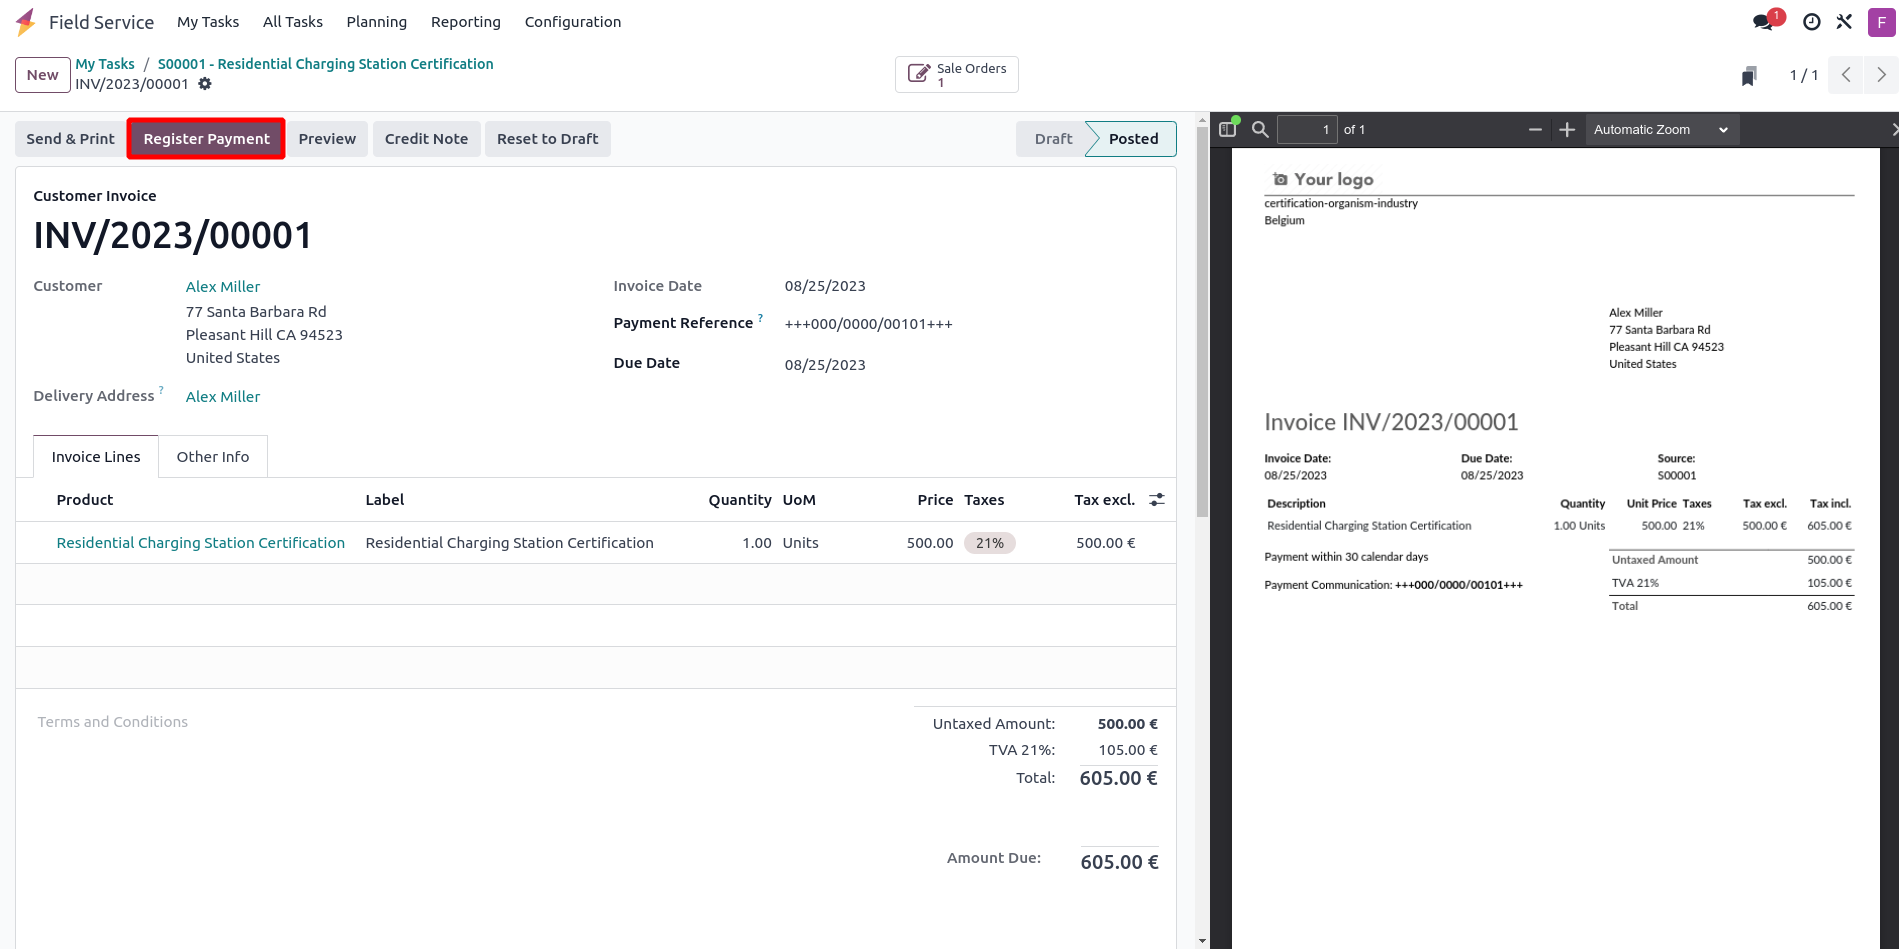 Field Service My Tasks All Tasks Planning Reporting Configuration 1 F
New My Tasks / S00001 - Residential Charging Station Certification
INV/2023/00001
Sale Orders
1
1 / 1
Send & Print Register Payment Preview Credit Note Reset to Draft Draft Posted
Customer Invoice
INV/2023/00001
Customer Alex Miller
77 Santa Barbara Rd
Pleasant Hill CA 94523
United States
Delivery Address ? Alex Miller
Invoice Date 08/25/2023
Payment Reference ? +++000/0000/00101+++
Due Date 08/25/2023
Invoice Lines Other Info
Product Label Quantity UoM Price Taxes Tax excl.
Residential Charging Station Certification Residential Charging Station Certification 1.00 Units 500.00 21% 500.00 €
Terms and Conditions
Untaxed Amount: 500.00 €
TVA 21%: 105.00 €
Total: 605.00 €
Amount Due: 605.00 €
1 of 1 Automatic Zoom
Your logo
certification-organism-industry
Belgium
Alex Miller
77 Santa Barbara Rd
Pleasant Hill CA 94523
United States
Invoice INV/2023/00001
Invoice Date: Due Date: Source:
08/25/2023 08/25/2023 S00001
Description Quantity Unit Price Taxes Tax excl. Tax incl.
Residential Charging Station Certification 1.00 Units 500.00 21% 500.00 € 605.00 €
Payment within 30 calendar days
Payment Communication: +++000/0000/00101+++
Untaxed Amount 500.00 €
TVA 21% 105.00 €
Total 605.00 €